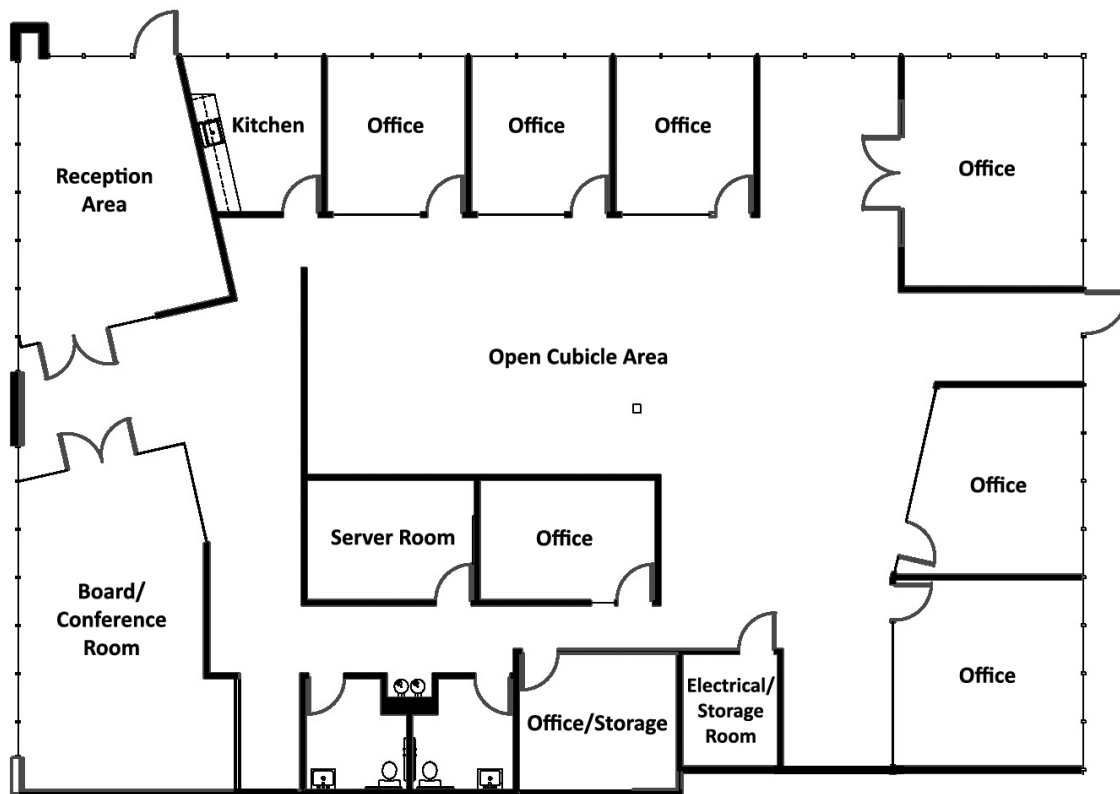 Kitchen
Office
Office
Office
Office
Reception
Area
Open Cubicle Area
Office
Server Room
Office
Board/
Conference
Room
Office
Electrical/
Storage
Room
Office/Storage